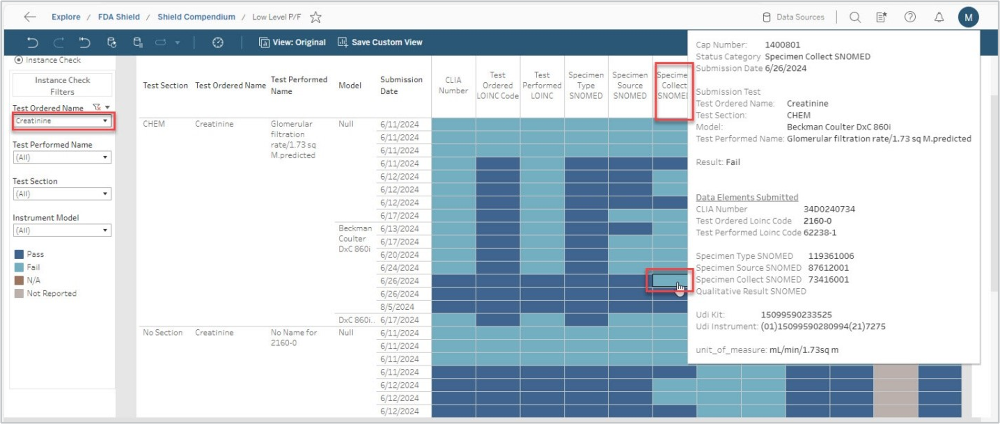 Explore / FDA Shield / Shield Compendium / Low Level P/F
Data Sources
M
View: Original
Save Custom View
Instance Check
Instance Check
Filters
Test Ordered Name
Creatinine
Test Performed Name
(All)
Test Section
(All)
Instrument Model
(All)
Pass
Fail
N/A
Not Reported
Test Section
Test Ordered Name
Test Performed
Name
Model
Submission
Date
CLIA
Number
Test
Ordered
LOINC Code
Test
Performed
LOINC
Specimen
Type
SNOMED
Specimen
Source
SNOMED
Specime
Collect
SNOME
CHEM
Creatinine
Glomerular
filtration
rate/1.73 sq
M.predicted
Null
6/11/2024
6/11/2024
6/11/2024
6/11/2024
6/12/2024
6/12/2024
6/12/2024
6/17/2024
Beckman
Coulter
DxC 860i
6/13/2024
6/17/2024
6/20/2024
6/24/2024
6/26/2024
6/26/2024
8/5/2024
DxC 860i..
6/17/2024
No Section
Creatinine
No Name for
2160-0
Null
6/11/2024
6/11/2024
6/11/2024
6/11/2024
6/12/2024
6/12/2024
6/12/2024
Cap Number: 1400801
Status Category Specimen Collect SNOMED
Submission Date 6/26/2024
Submission Test
Test Ordered Name: Creatinine
Test Section: CHEM
Model: Beckman Coulter DxC 860i
Test Performed Name: Glomerular filtration rate/1.73 sq M.predicted
Result: Fail
Data Elements Submitted
CLIA Number 34D0240734
Test Ordered Loinc Code 2160-0
Test Performed Loinc Code 62238-1
Specimen Type SNOMED 119361006
Specimen Source SNOMED 87612001
Specimen Collect SNOMED 73416001
Qualitative Result SNOMED
Udi Kit: 15099590233525
Udi Instrument: (01)15099590280994(21)7275
unit_of_measure: mL/min/1.73sq m